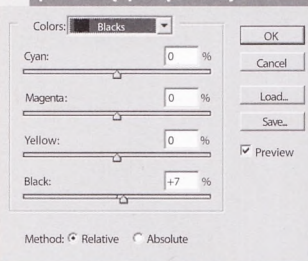 Colors: Blacks
OK
Cyan: 0 %
Cancel
Magenta: 0 %
Load...
Save...
Yellow: 0 %
Preview
Black: +7 %
Method: Relative Absolute